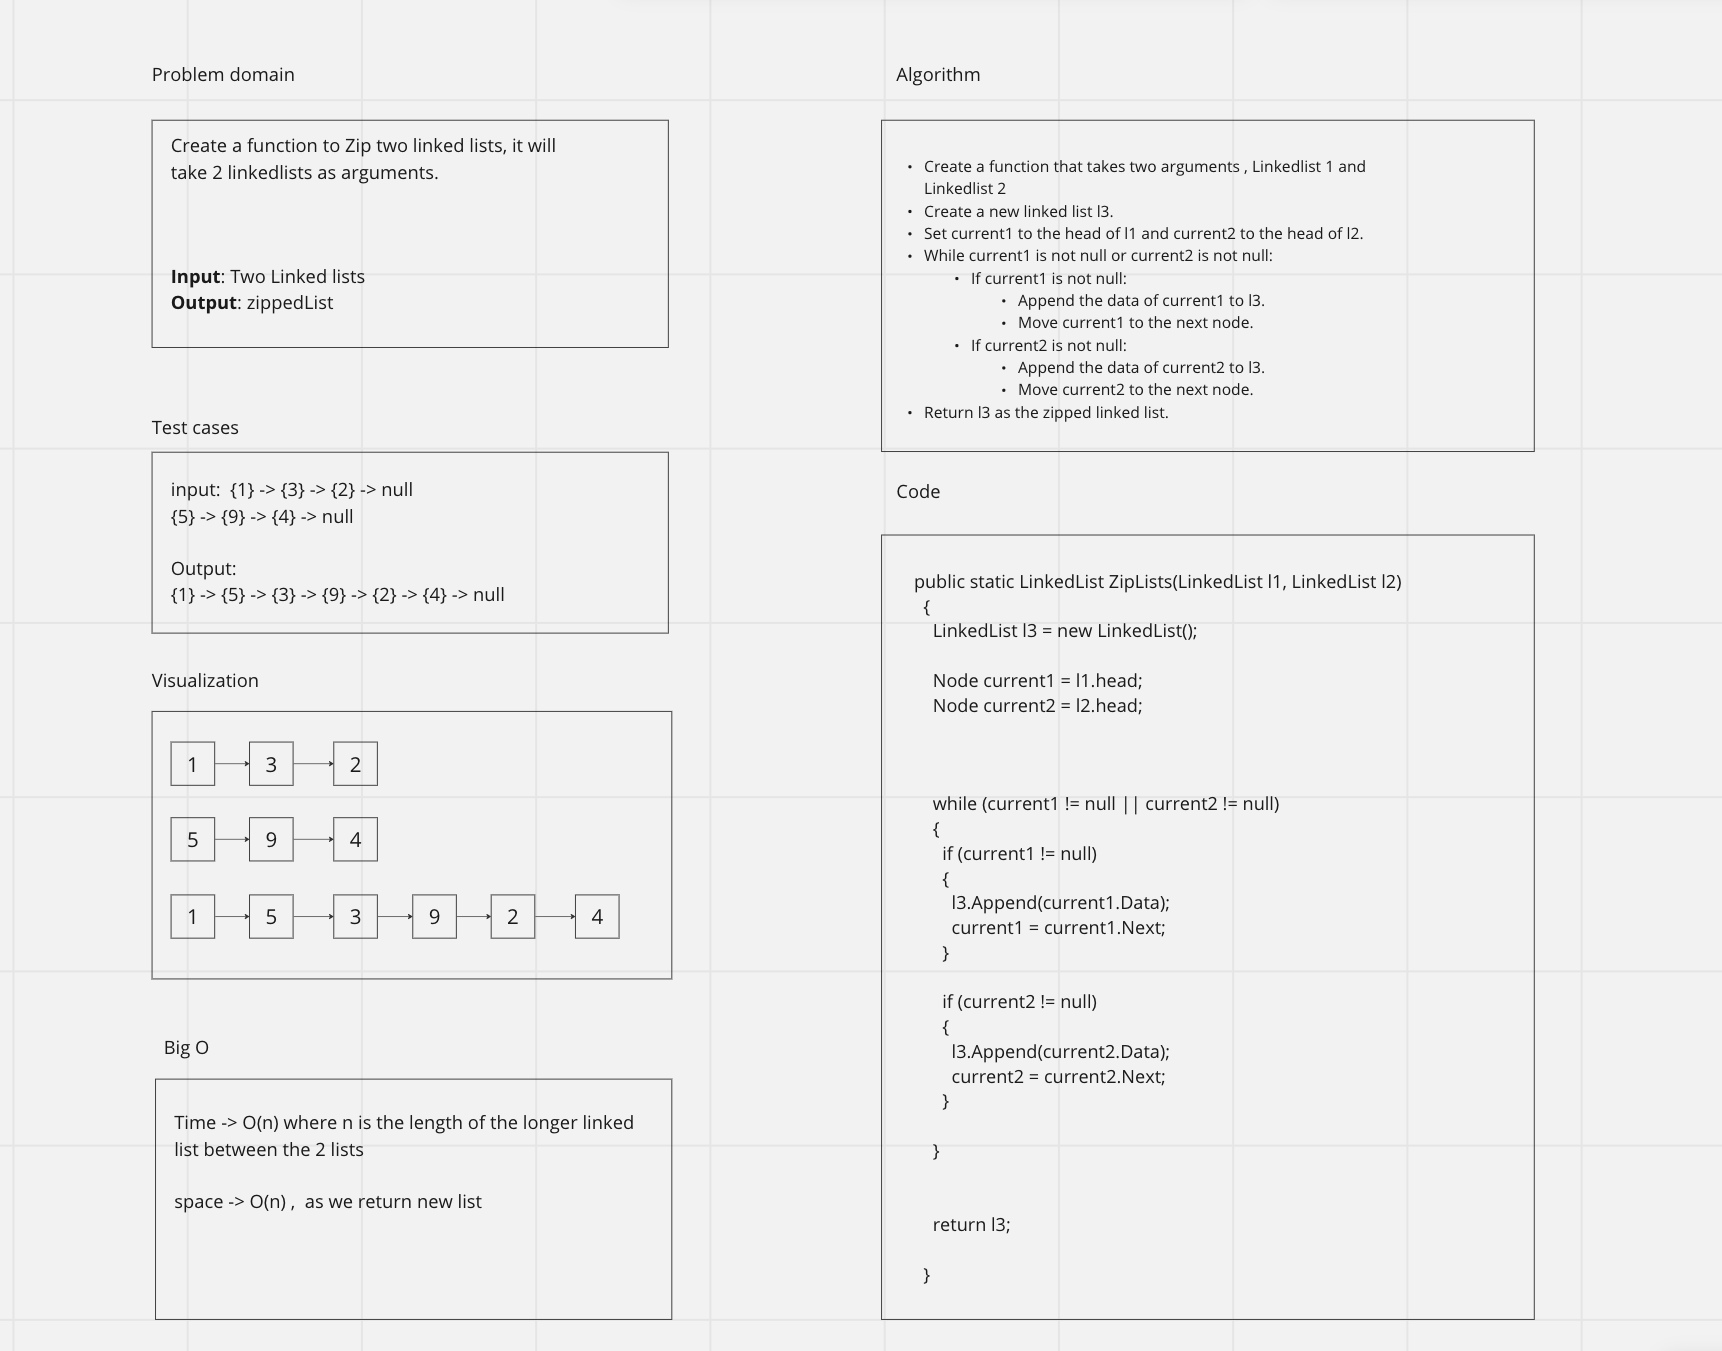 Problem domain
Create a function to Zip two linked lists, it will
take 2 linkedlists as arguments.
Input: Two Linked lists
Output: zippedList
Test cases
input:  {1} -> {3} -> {2} -> null
{5} -> {9} -> {4} -> null
Output:
{1} -> {5} -> {3} -> {9} -> {2} -> {4} -> null
Visualization
1 3 2
5 9 4
1 5 3 9 2 4
Big O
Time -> O(n) where n is the length of the longer linked
list between the 2 lists
space -> O(n) ,  as we return new list
Algorithm
• Create a function that takes two arguments , Linkedlist 1 and
Linkedlist 2
• Create a new linked list l3.
• Set current1 to the head of l1 and current2 to the head of l2.
• While current1 is not null or current2 is not null:
• If current1 is not null:
• Append the data of current1 to l3.
• Move current1 to the next node.
• If current2 is not null:
• Append the data of current2 to l3.
• Move current2 to the next node.
• Return l3 as the zipped linked list.
Code
public static LinkedList ZipLists(LinkedList l1, LinkedList l2)
{
LinkedList l3 = new LinkedList();
Node current1 = l1.head;
Node current2 = l2.head;
while (current1 != null || current2 != null)
{
if (current1 != null)
{
l3.Append(current1.Data);
current1 = current1.Next;
}
if (current2 != null)
{
l3.Append(current2.Data);
current2 = current2.Next;
}
}
return l3;
}